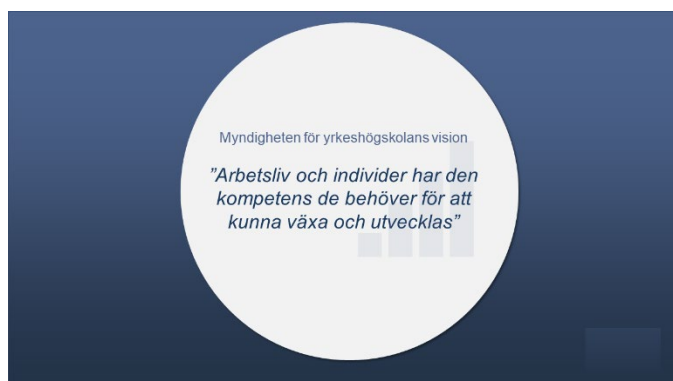 Myndigheten för yrkeshögskolans vision
”Arbetsliv och individer har den
kompetens de behöver för att
kunna växa och utvecklas”